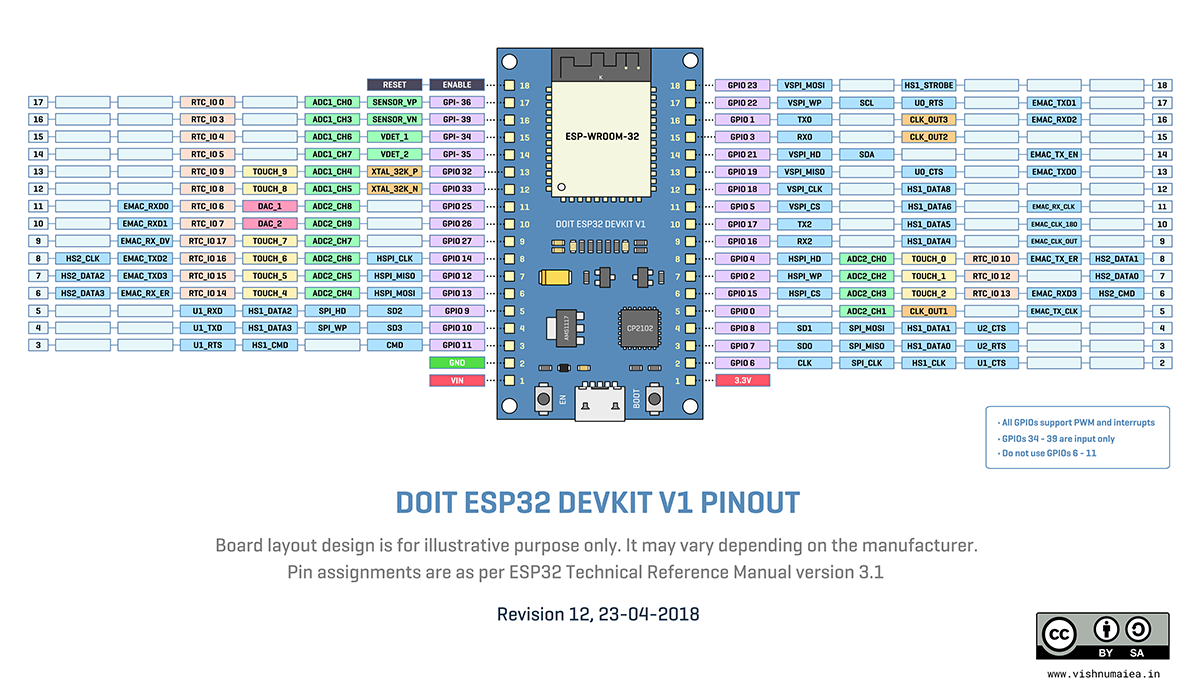 RESET ENABLE 18 18 GPIO 23 VSPI_MOSI HS1_STROBE 18
17 RTC_IO 0 ADC1_CH0 SENSOR_VP GPI- 36 17 17 GPIO 22 VSPI_WP SCL U0_RTS EMAC_TXD1 17
16 RTC_IO 3 ADC1_CH3 SENSOR_VN GPI- 39 16 16 GPIO 1 TX0 CLK_OUT3 EMAC_RXD2 16
15 RTC_IO 4 ADC1_CH6 VDET_1 GPI- 34 15 15 GPIO 3 RX0 CLK_OUT2 15
14 RTC_IO 5 ADC1_CH7 VDET_2 GPI- 35 14 14 GPIO 21 VSPI_HD SDA EMAC_TX_EN 14
13 RTC_IO 9 TOUCH_9 ADC1_CH4 XTAL_32K_P GPIO 32 13 13 GPIO 19 VSPI_MISO U0_CTS EMAC_TXD0 13
12 RTC_IO 8 TOUCH_8 ADC1_CH5 XTAL_32K_N GPIO 33 12 12 GPIO 18 VSPI_CLK HS1_DATA8 12
11 EMAC_RXD0 RTC_IO 6 DAC_1 ADC2_CH8 GPIO 25 11 11 GPIO 5 VSPI_CS HS1_DATA6 EMAC_RX_CLK 11
10 EMAC_RXD1 RTC_IO 7 DAC_2 ADC2_CH9 GPIO 26 10 10 GPIO 17 TX2 HS1_DATA5 EMAC_CLK_180 10
9 EMAC_RX_DV RTC_IO 17 TOUCH_7 ADC2_CH7 GPIO 27 9 9 GPIO 16 RX2 HS1_DATA4 EMAC_CLK_OUT 9
8 HS2_CLK EMAC_TXD2 RTC_IO 16 TOUCH_6 ADC2_CH6 HSPI_CLK GPIO 14 8 8 GPIO 4 HSPI_HD ADC2_CH0 TOUCH_0 RTC_IO 10 EMAC_TX_ER HS2_DATA1 8
7 HS2_DATA2 EMAC_TXD3 RTC_IO 15 TOUCH_5 ADC2_CH5 HSPI_MISO GPIO 12 7 7 GPIO 2 HSPI_WP ADC2_CH2 TOUCH_1 RTC_IO 12 HS2_DATA0 7
6 HS2_DATA3 EMAC_RX_ER RTC_IO 14 TOUCH_4 ADC2_CH4 HSPI_MOSI GPIO 13 6 6 GPIO 15 HSPI_CS ADC2_CH3 TOUCH_2 RTC_IO 13 EMAC_RXD3 HS2_CMD 6
5 U1_RXD HS1_DATA2 SPI_HD SD2 GPIO 9 5 5 GPIO 0 ADC2_CH1 CLK_OUT1 EMAC_TX_CLK 5
4 U1_TXD HS1_DATA3 SPI_WP SD3 GPIO 10 4 4 GPIO 8 SD1 SPI_MOSI HS1_DATA1 U2_CTS 4
3 U1_RTS HS1_CMD CMD GPIO 11 3 3 GPIO 7 SD0 SPI_MISO HS1_DATA0 U2_RTS 3
GND 2 2 GPIO 6 CLK SPI_CLK HS1_CLK U1_CTS 2
VIN 1 1 3.3V
K
ESP-WROOM-32
DOIT ESP32 DEVKIT V1
AMS1117
CP2102
EN
BOOT
· All GPIOs support PWM and interrupts
· GPIOs 34 - 39 are input only
· Do not use GPIOs 6 - 11
DOIT ESP32 DEVKIT V1 PINOUT
Board layout design is for illustrative purpose only. It may vary depending on the manufacturer.
Pin assignments are as per ESP32 Technical Reference Manual version 3.1
Revision 12, 23-04-2018
cc
BY SA
www.vishnumaiea.in